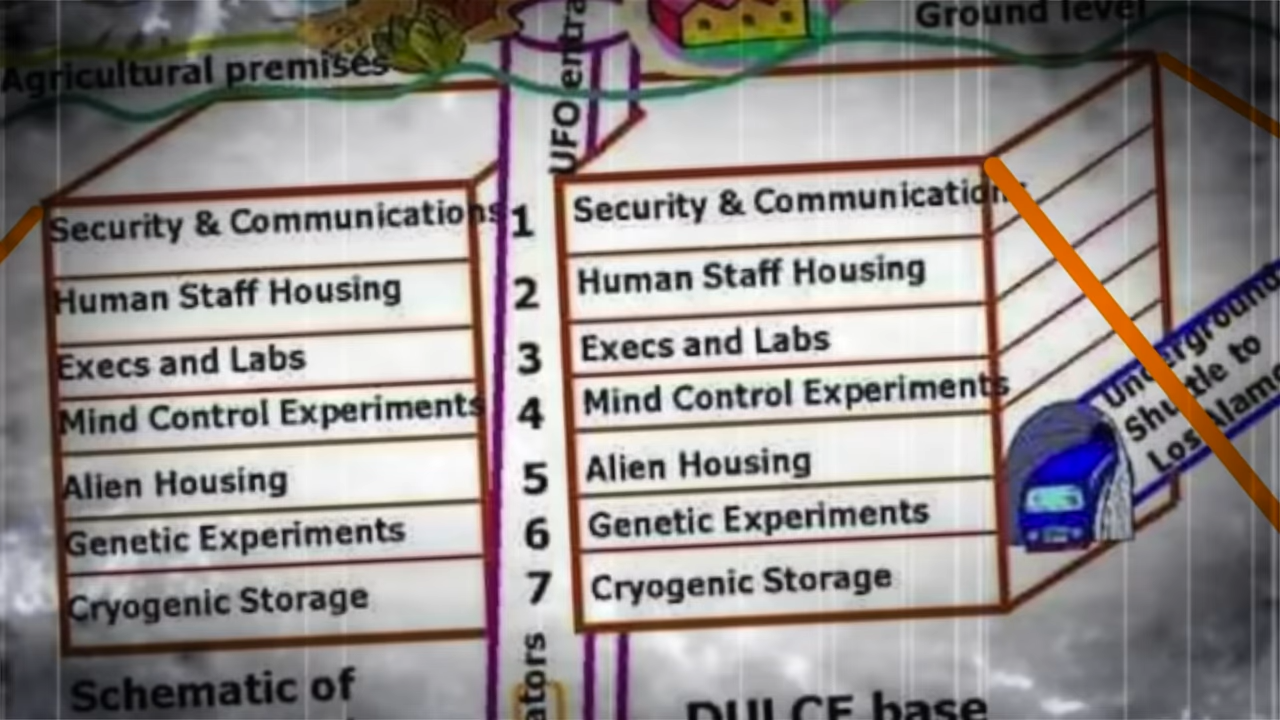 Ground level
Agricultural premises
UFO entra
Security & Communications 1 Security & Communication
Human Staff Housing 2 Human Staff Housing
Execs and Labs 3 Execs and Labs
Mind Control Experiments 4 Mind Control Experiments
Alien Housing 5 Alien Housing
Genetic Experiments 6 Genetic Experiments
Cryogenic Storage 7 Cryogenic Storage
Underground
Shuttle to
Los Alamo
ators
Schematic of
DULCE base